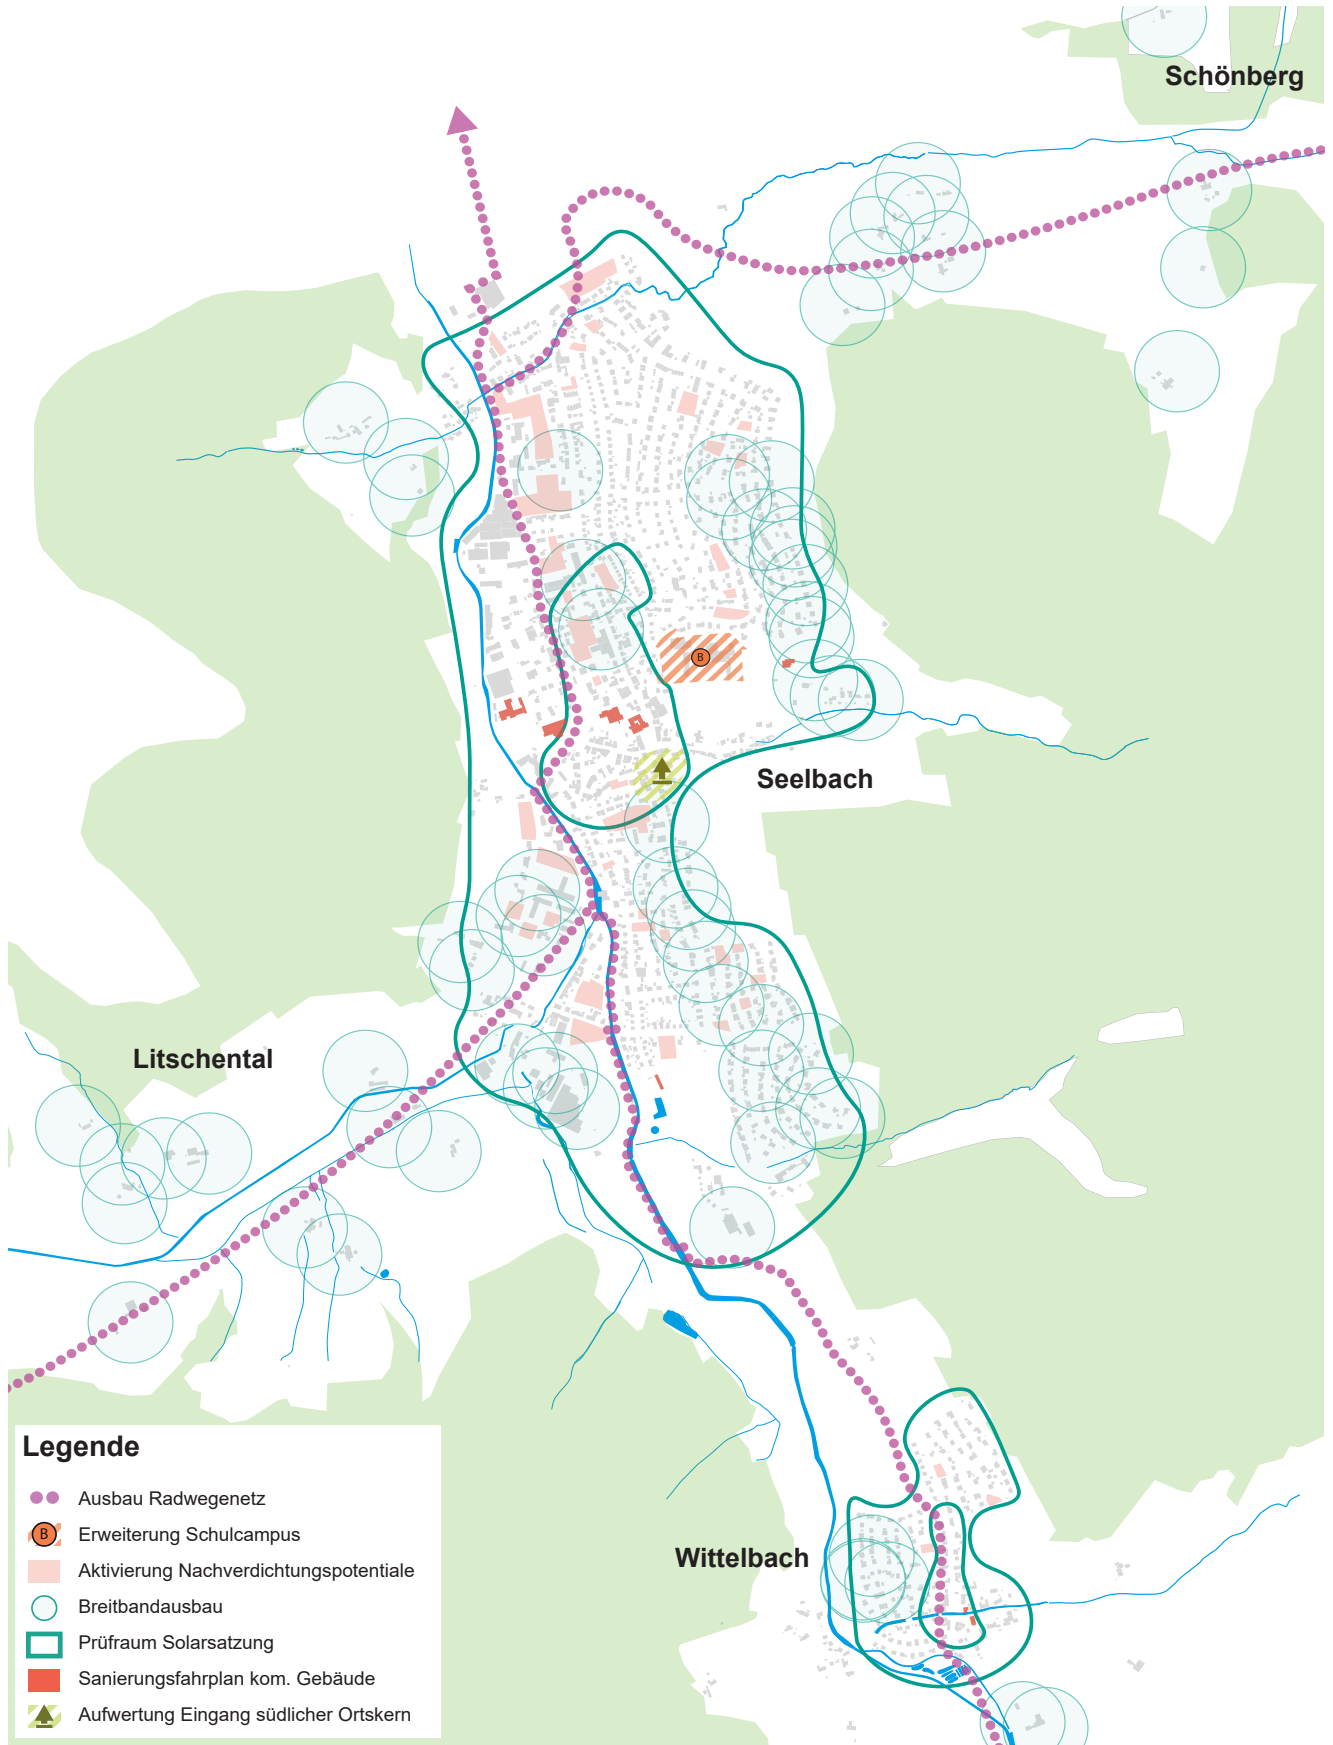 Schönberg
B
Seelbach
Litschental
Wittelbach
Legende
Ausbau Radwegenetz
B Erweiterung Schulcampus
Aktivierung Nachverdichtungspotentiale
Breitbandausbau
Prüfraum Solarsatzung
Sanierungsfahrplan kom. Gebäude
Aufwertung Eingang südlicher Ortskern